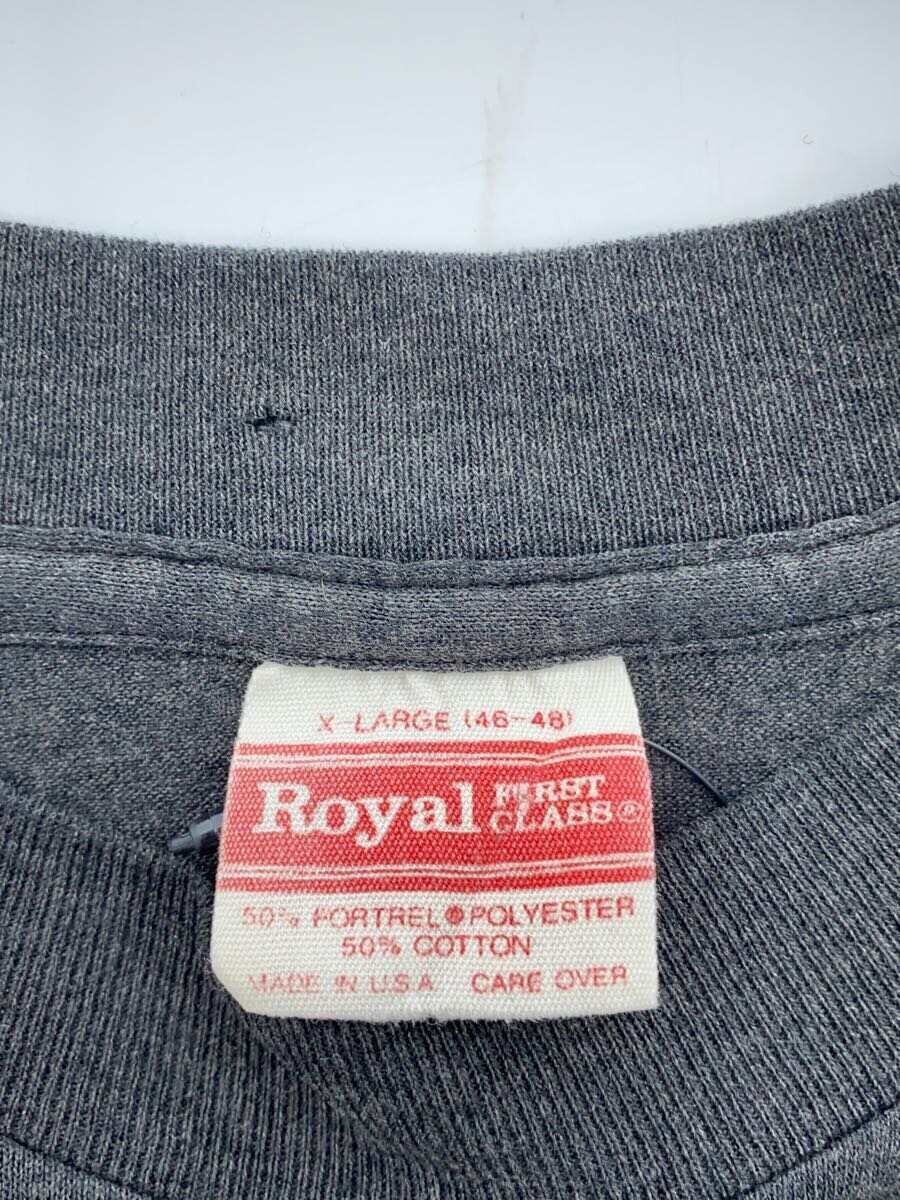 X-LARGE (46-48)
Royal FIRST CLASS®
50% FORTREL® POLYESTER
50% COTTON
MADE IN U.S.A. CARE OVER